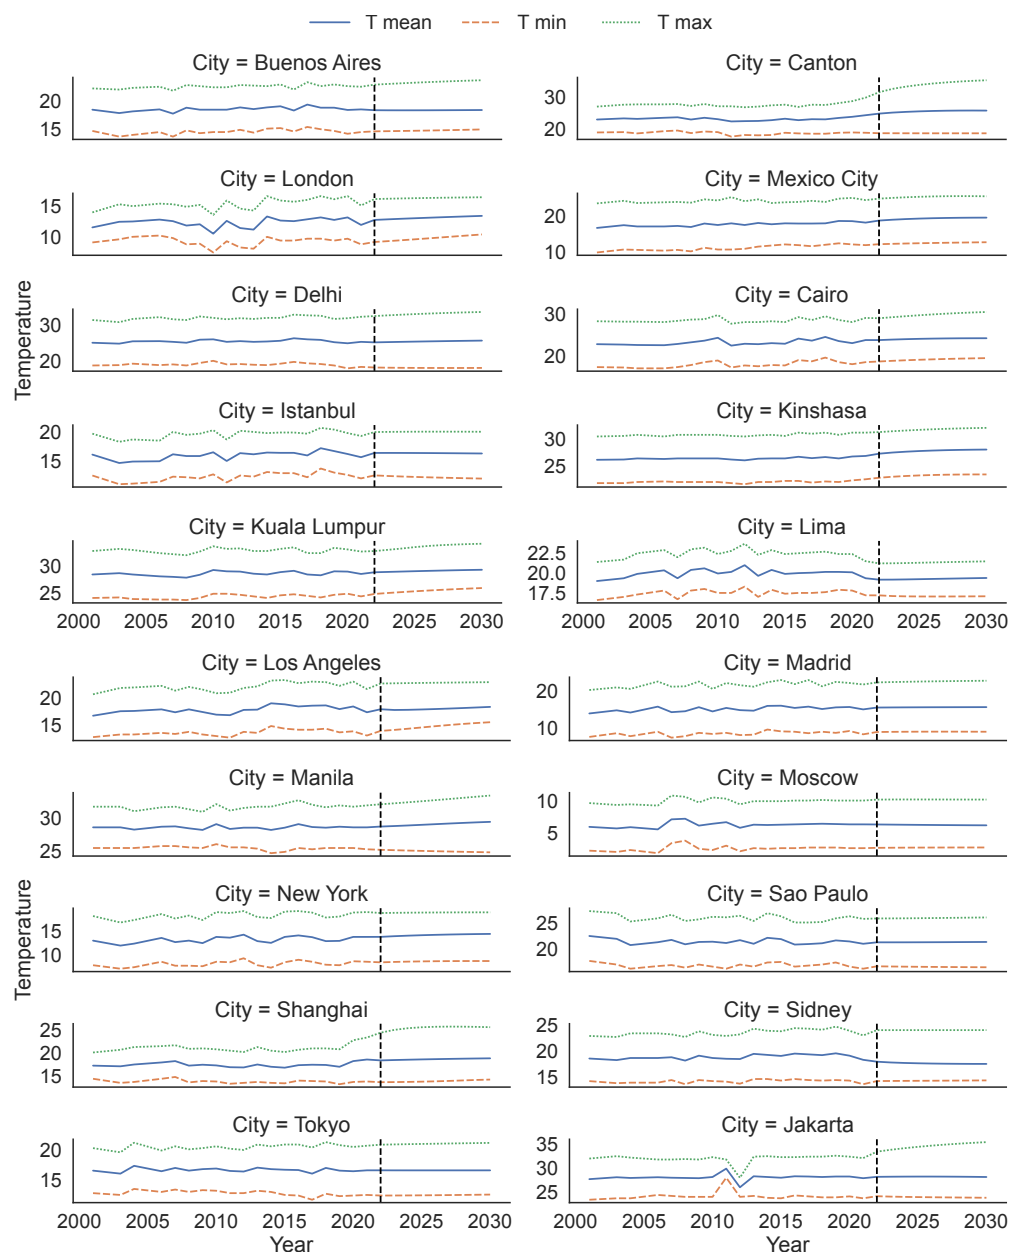 T mean T min T max
City = Buenos Aires
20
15
City = Canton
30
20
City = London
15
10
City = Mexico City
20
10
Temperature
City = Delhi
30
20
City = Cairo
30
20
City = Istanbul
20
15
City = Kinshasa
30
25
City = Kuala Lumpur
30
25
2000 2005 2010 2015 2020 2025 2030
City = Lima
22.5
20.0
17.5
2000 2005 2010 2015 2020 2025 2030
City = Los Angeles
20
15
City = Madrid
20
10
City = Manila
30
25
City = Moscow
10
5
Temperature
City = New York
15
10
City = Sao Paulo
25
20
City = Shanghai
25
20
15
City = Sidney
25
20
15
City = Tokyo
20
15
2000 2005 2010 2015 2020 2025 2030
Year
City = Jakarta
35
30
25
2000 2005 2010 2015 2020 2025 2030
Year